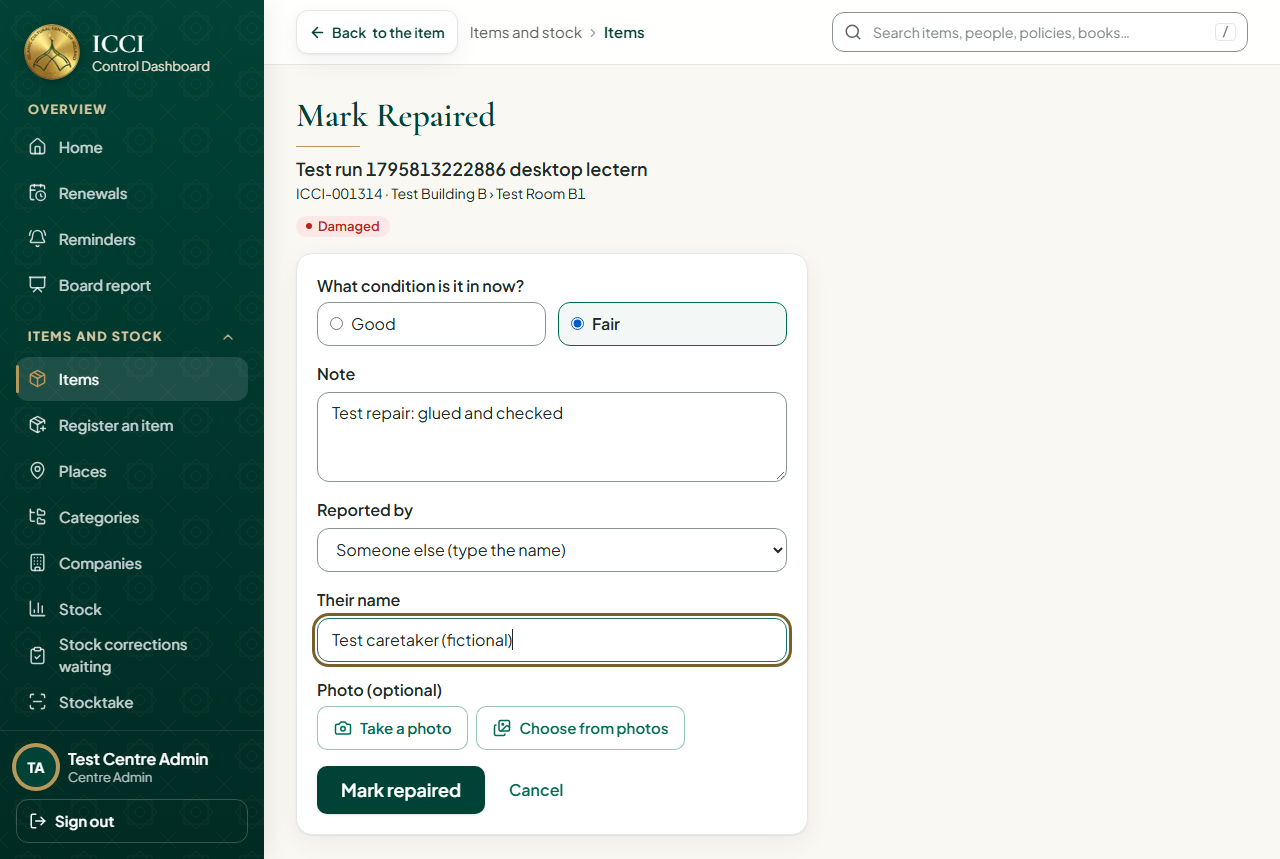 ICCI
Control Dashboard
OVERVIEW
Home
Renewals
Reminders
Board report
ITEMS AND STOCK
Items
Register an item
Places
Categories
Companies
Stock
Stock corrections
waiting
Stocktake
TA
Test Centre Admin
Centre Admin
Sign out
Back to the item
Items and stock › Items
Search items, people, policies, books…
/
Mark Repaired
Test run 1795813222886 desktop lectern
ICCI-001314 · Test Building B › Test Room B1
Damaged
What condition is it in now?
Good
Fair
Note
Test repair: glued and checked
Reported by
Someone else (type the name)
Their name
Test caretaker (fictional)
Photo (optional)
Take a photo
Choose from photos
Mark repaired
Cancel